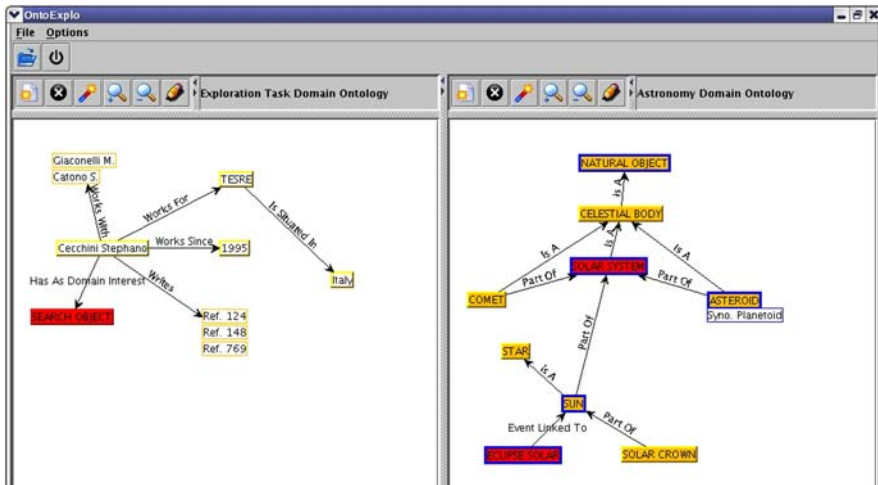 OntoExplo
File Options
Exploration Task Domain Ontology
Astronomy Domain Ontology
Giaconelli M.
Catono S.
Works With
Works For
TESRE
Is Situated In
Cecchini Stephano
Works Since
1995
Italy
Has As Domain Interest
Writes
SEARCH OBJECT
Ref. 124
Ref. 148
Ref. 769
NATURAL OBJECT
is A
CELESTIAL BODY
Is A
Is A
Is A
SOLAR SYSTEM
Part Of
Part Of
COMET
ASTEROID
Syno. Planetoid
Part Of
STAR
is A
SUN
Event Linked To
Part Of
ECLIPSE SOLAR
SOLAR CROWN